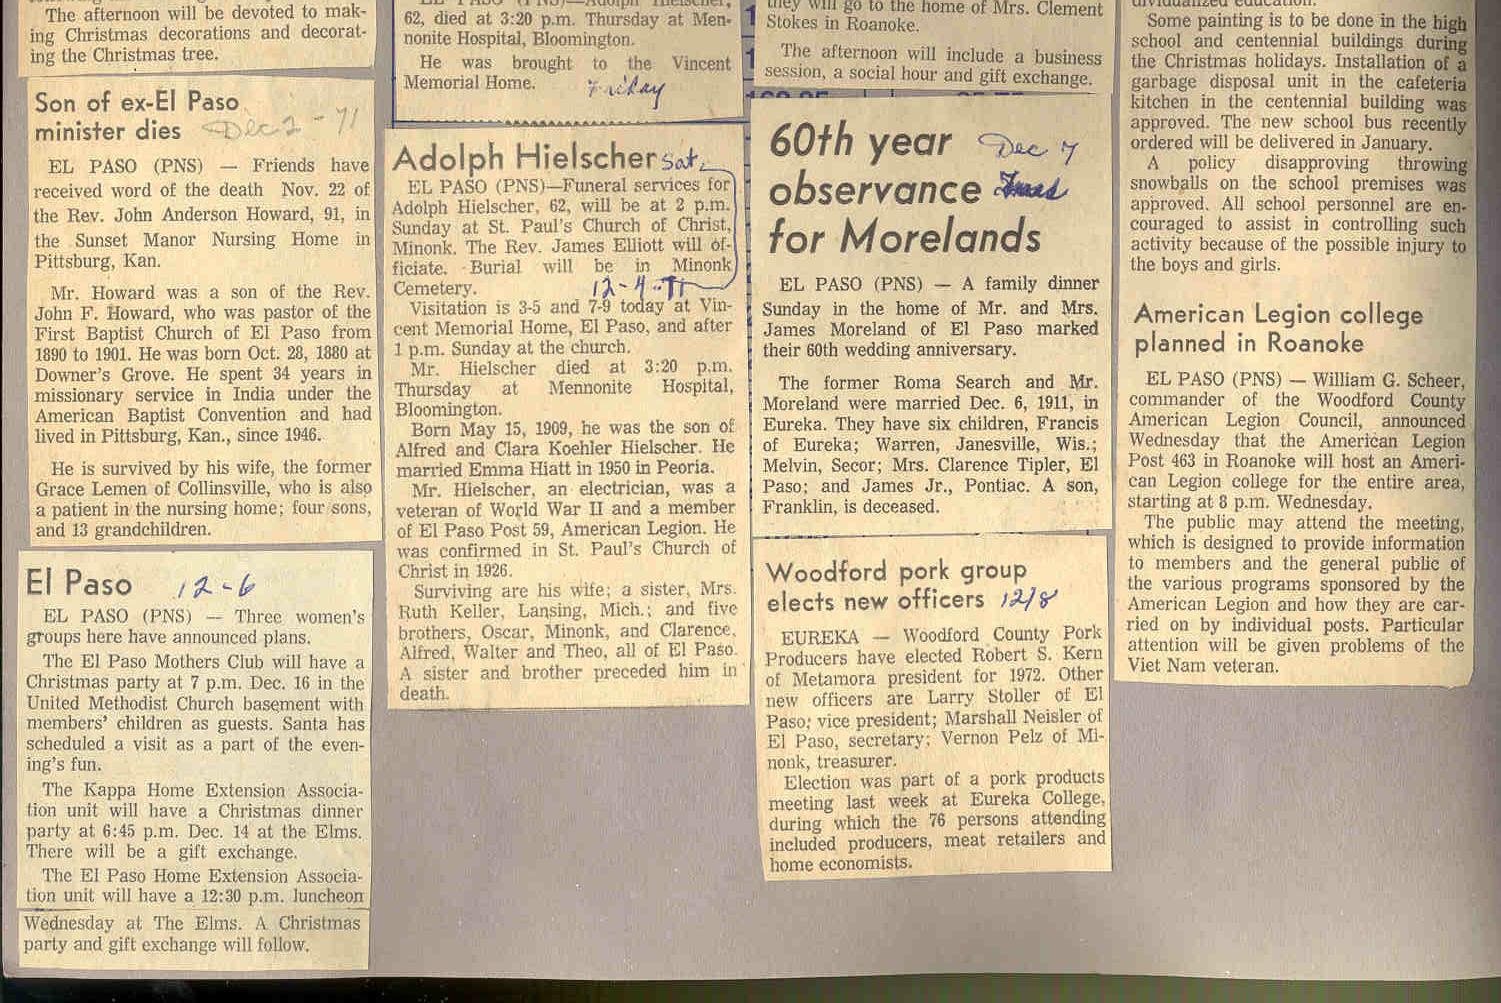 The afternoon will be devoted to mak-
ing Christmas decorations and decorat-
ing the Christmas tree.
Son of ex-El Paso
minister dies Dec 2 - 71
EL PASO (PNS) — Friends have
received word of the death Nov. 22 of
the Rev. John Anderson Howard, 91, in
the Sunset Manor Nursing Home in
Pittsburg, Kan.
Mr. Howard was a son of the Rev.
John F. Howard, who was pastor of the
First Baptist Church of El Paso from
1890 to 1901. He was born Oct. 28, 1880 at
Downer's Grove. He spent 34 years in
missionary service in India under the
American Baptist Convention and had
lived in Pittsburg, Kan., since 1946.
He is survived by his wife, the former
Grace Lemen of Collinsville, who is also
a patient in the nursing home; four sons,
and 13 grandchildren.
El Paso 12-6
EL PASO (PNS) — Three women's
groups here have announced plans.
The El Paso Mothers Club will have a
Christmas party at 7 p.m. Dec. 16 in the
United Methodist Church basement with
members' children as guests. Santa has
scheduled a visit as a part of the even-
ing's fun.
The Kappa Home Extension Associa-
tion unit will have a Christmas dinner
party at 6:45 p.m. Dec. 14 at the Elms.
There will be a gift exchange.
The El Paso Home Extension Associa-
tion unit will have a 12:30 p.m. luncheon
Wednesday at The Elms. A Christmas
party and gift exchange will follow.
EL PASO (PNS)—Adolph Hielscher,
62, died at 3:20 p.m. Thursday at Men-
nonite Hospital, Bloomington.
He was brought to the Vincent
Memorial Home. Friday
Adolph Hielscher Sat.
EL PASO (PNS)—Funeral services for
Adolph Hielscher, 62, will be at 2 p.m.
Sunday at St. Paul's Church of Christ,
Minonk. The Rev. James Elliott will of-
ficiate. Burial will be in Minonk
Cemetery. 12-4-71
Visitation is 3-5 and 7-9 today at Vin-
cent Memorial Home, El Paso, and after
1 p.m. Sunday at the church.
Mr. Hielscher died at 3:20 p.m.
Thursday at Mennonite Hospital,
Bloomington.
Born May 15, 1909, he was the son of
Alfred and Clara Koehler Hielscher. He
married Emma Hiatt in 1950 in Peoria.
Mr. Hielscher, an electrician, was a
veteran of World War II and a member
of El Paso Post 59, American Legion. He
was confirmed in St. Paul's Church of
Christ in 1926.
Surviving are his wife; a sister, Mrs.
Ruth Keller, Lansing, Mich.; and five
brothers, Oscar, Minonk, and Clarence,
Alfred, Walter and Theo, all of El Paso.
A sister and brother preceded him in
death.
they will go to the home of Mrs. Clement
Stokes in Roanoke.
The afternoon will include a business
session, a social hour and gift exchange.
60th year Dec 7
observance
for Morelands
EL PASO (PNS) — A family dinner
Sunday in the home of Mr. and Mrs.
James Moreland of El Paso marked
their 60th wedding anniversary.
The former Roma Search and Mr.
Moreland were married Dec. 6, 1911, in
Eureka. They have six children, Francis
of Eureka; Warren, Janesville, Wis.;
Melvin, Secor; Mrs. Clarence Tipler, El
Paso; and James Jr., Pontiac. A son,
Franklin, is deceased.
Woodford pork group
elects new officers 12/8
EUREKA — Woodford County Pork
Producers have elected Robert S. Kern
of Metamora president for 1972. Other
new officers are Larry Stoller of El
Paso; vice president; Marshall Neisler of
El Paso, secretary; Vernon Pelz of Mi-
nonk, treasurer.
Election was part of a pork products
meeting last week at Eureka College,
during which the 76 persons attending
included producers, meat retailers and
home economists.
dividualized education.
Some painting is to be done in the high
school and centennial buildings during
the Christmas holidays. Installation of a
garbage disposal unit in the cafeteria
kitchen in the centennial building was
approved. The new school bus recently
ordered will be delivered in January.
A policy disapproving throwing
snowballs on the school premises was
approved. All school personnel are en-
couraged to assist in controlling such
activity because of the possible injury to
the boys and girls.
American Legion college
planned in Roanoke
EL PASO (PNS) — William G. Scheer,
commander of the Woodford County
American Legion Council, announced
Wednesday that the American Legion
Post 463 in Roanoke will host an Ameri-
can Legion college for the entire area,
starting at 8 p.m. Wednesday.
The public may attend the meeting,
which is designed to provide information
to members and the general public of
the various programs sponsored by the
American Legion and how they are car-
ried on by individual posts. Particular
attention will be given problems of the
Viet Nam veteran.